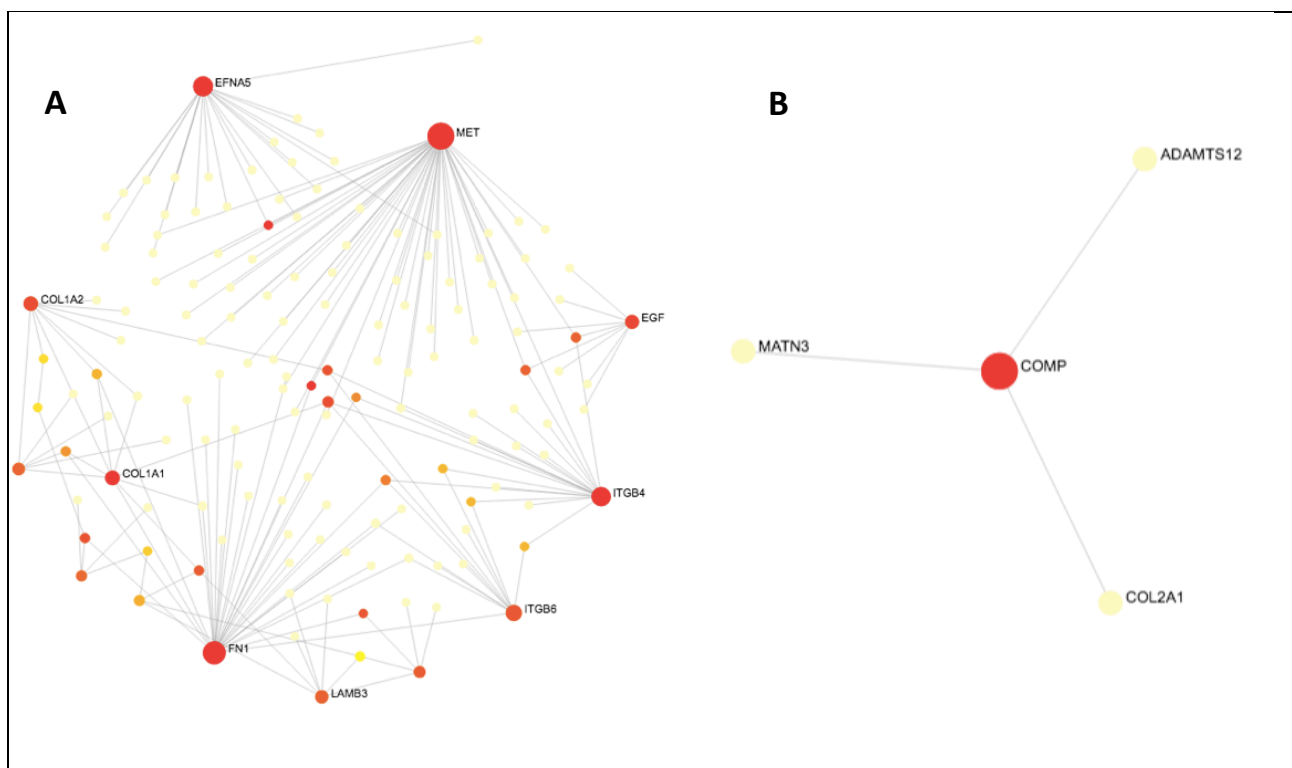 A
EFNA5
MET
COL1A2
EGF
COL1A1
ITGB4
ITGB6
FN1
LAMB3
B
ADAMTS12
MATN3
COMP
COL2A1